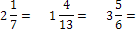 2 1/7 =    1 4/13 =    3 5/6 =